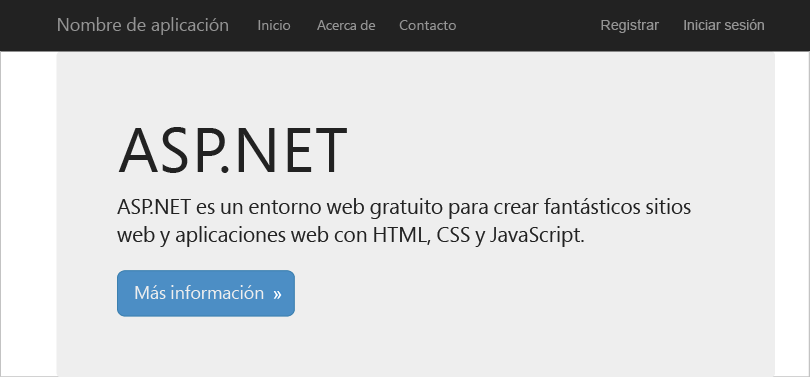 Nombre de aplicación Inicio Acerca de Contacto Registrar Iniciar sesión
ASP.NET
ASP.NET es un entorno web gratuito para crear fantásticos sitios
web y aplicaciones web con HTML, CSS y JavaScript.
Más información »